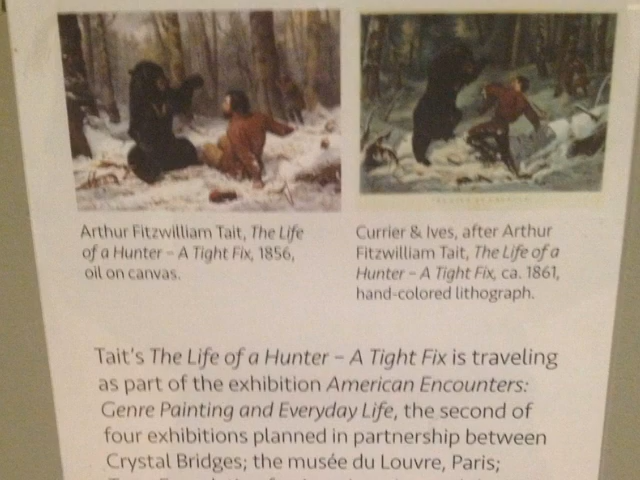 Arthur Fitzwilliam Tait, The Life
of a Hunter – A Tight Fix, 1856,
oil on canvas.
Currier & Ives, after Arthur
Fitzwilliam Tait, The Life of a
Hunter – A Tight Fix, ca. 1861,
hand-colored lithograph.
Tait's The Life of a Hunter – A Tight Fix is traveling
as part of the exhibition American Encounters:
Genre Painting and Everyday Life, the second of
four exhibitions planned in partnership between
Crystal Bridges; the musée du Louvre, Paris;